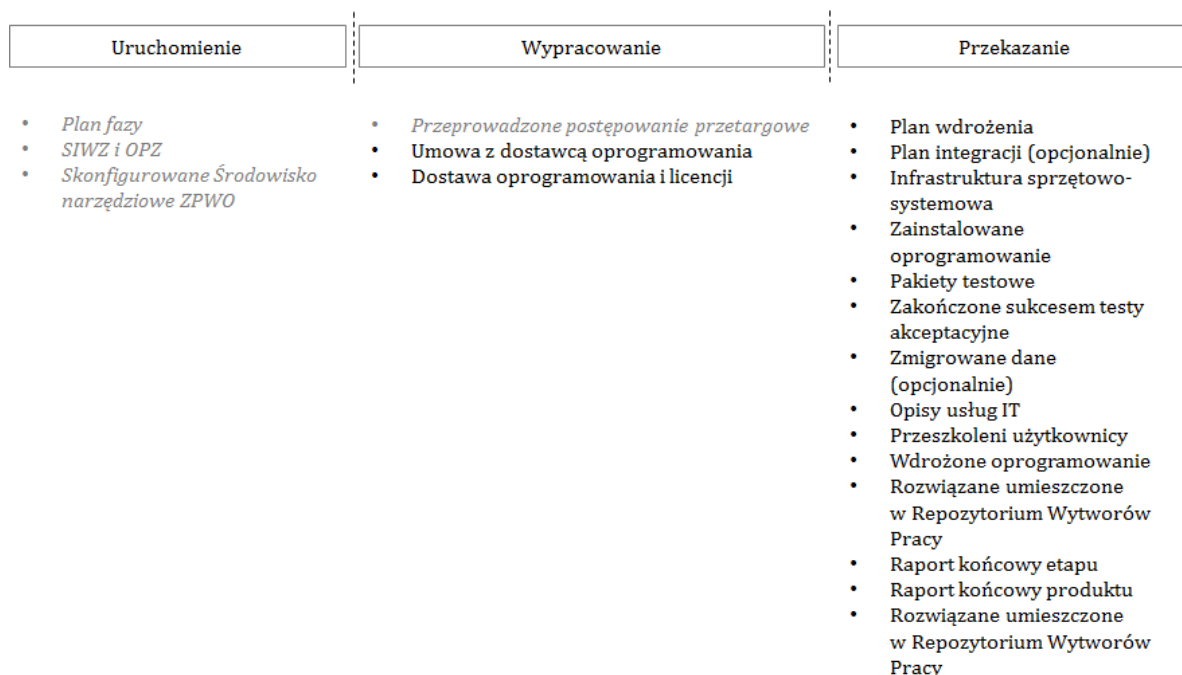 Uruchomienie
Wypracowanie
Przekazanie
• Plan fazy
• SIWZ i OPZ
• Skonfigurowane Środowisko
narzędziowe ZPWO
• Przeprowadzone postępowanie przetargowe
• Umowa z dostawcą oprogramowania
• Dostawa oprogramowania i licencji
• Plan wdrożenia
• Plan integracji (opcjonalnie)
• Infrastruktura sprzętowo-
systemowa
• Zainstalowane
oprogramowanie
• Pakiety testowe
• Zakończone sukcesem testy
akceptacyjne
• Zmigrowane dane
(opcjonalnie)
• Opisy usług IT
• Przeszkoleni użytkownicy
• Wdrożone oprogramowanie
• Rozwiązane umieszczone
w Repozytorium Wytworów
Pracy
• Raport końcowy etapu
• Raport końcowy produktu
• Rozwiązane umieszczone
w Repozytorium Wytworów
Pracy